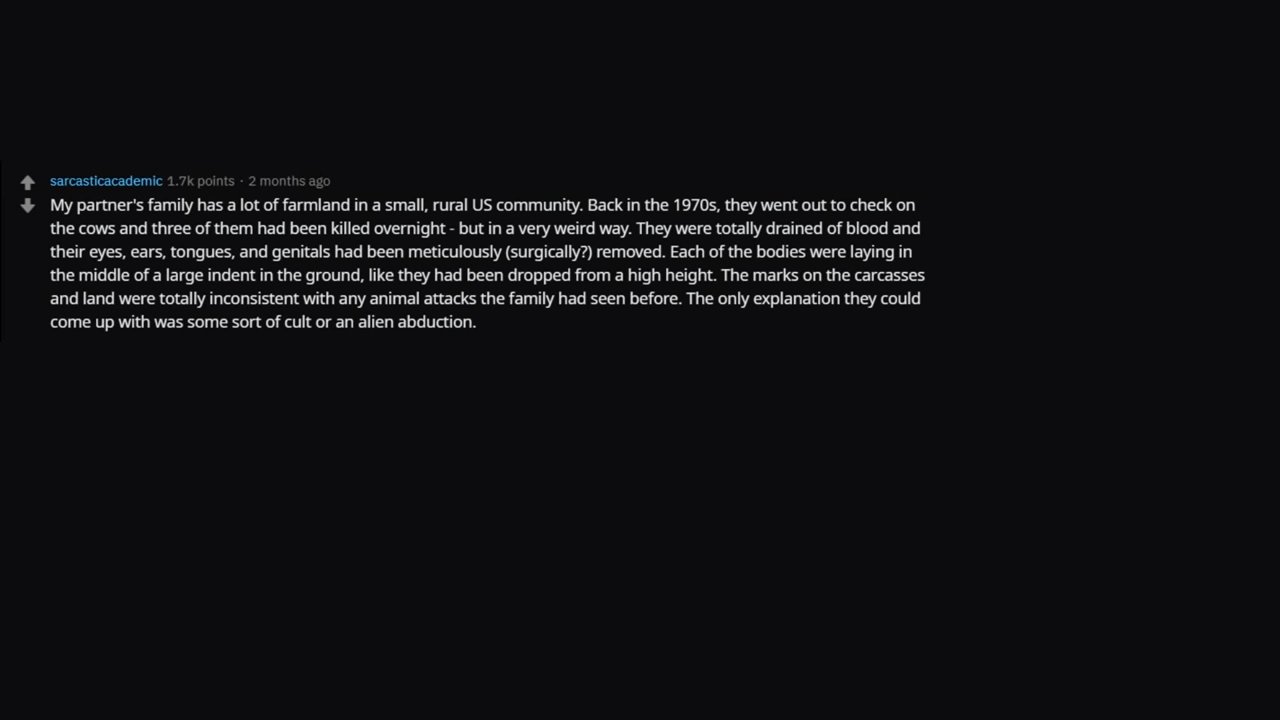 sarcasticacademic 1.7k points · 2 months ago
My partner's family has a lot of farmland in a small, rural US community. Back in the 1970s, they went out to check on
the cows and three of them had been killed overnight - but in a very weird way. They were totally drained of blood and
their eyes, ears, tongues, and genitals had been meticulously (surgically?) removed. Each of the bodies were laying in
the middle of a large indent in the ground, like they had been dropped from a high height. The marks on the carcasses
and land were totally inconsistent with any animal attacks the family had seen before. The only explanation they could
come up with was some sort of cult or an alien abduction.